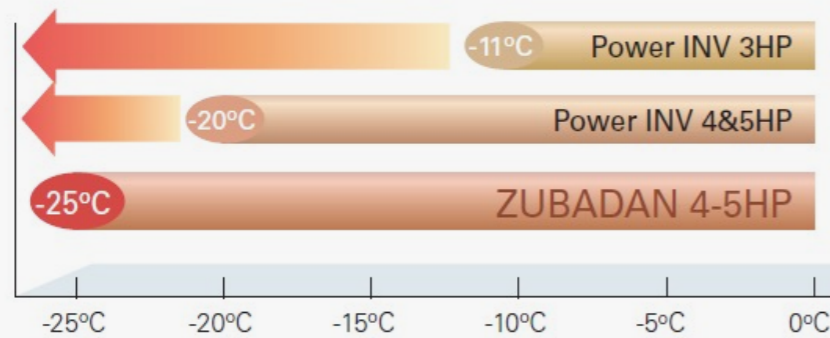 -11ºC Power INV 3HP
-20ºC Power INV 4&5HP
-25ºC ZUBADAN 4-5HP
-25ºC -20ºC -15ºC -10ºC -5ºC 0ºC